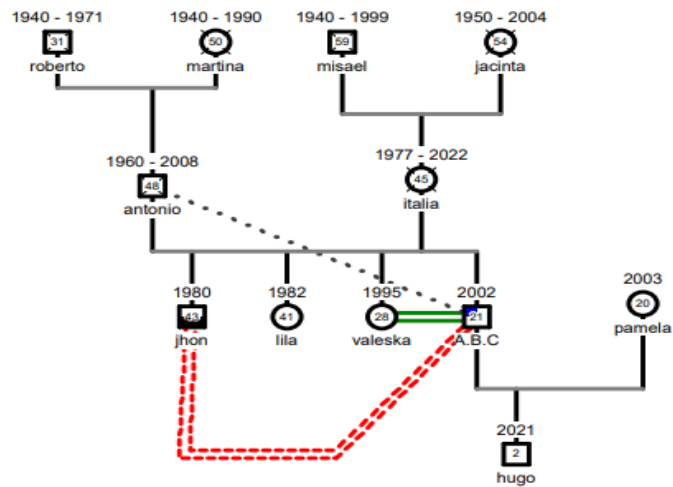 1940 - 1971
1940 - 1990
1940 - 1999
1950 - 2004
31
50
59
54
roberto
martina
misael
jacinta
1960 - 2008
1977 - 2022
48
45
antonio
italia
1980
1982
1995
2002
2003
43
41
28
21
20
jhon
lila
valeska
A.B.C
pamela
2021
2
hugo